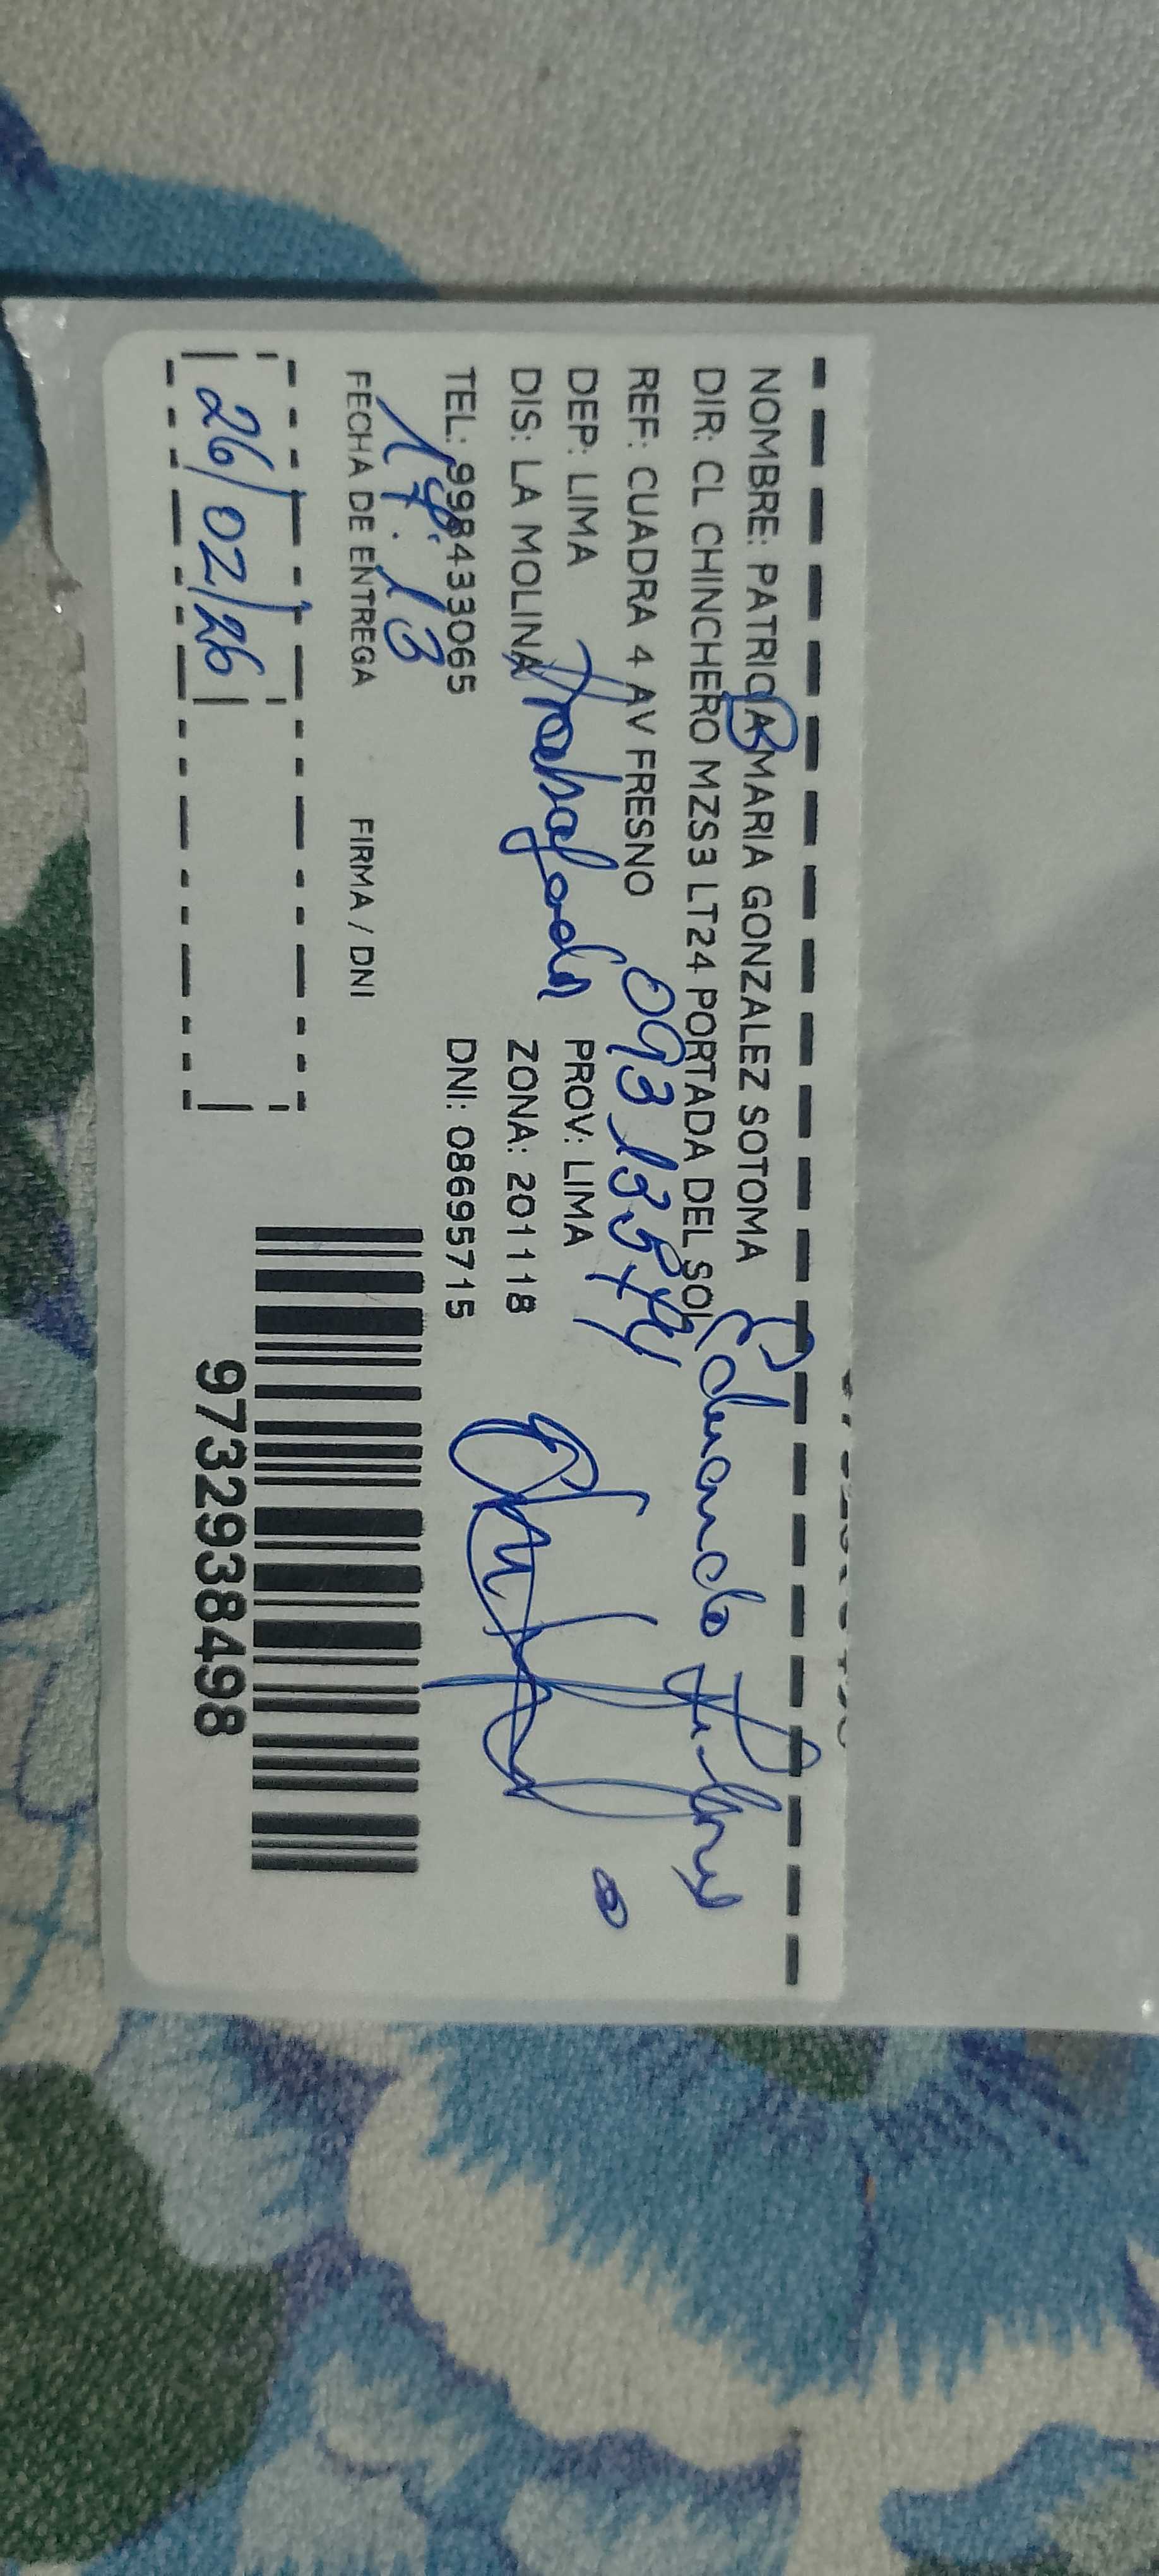 NOMBRE: PATRICIA MARIA GONZALEZ SOTOMA
DIR: CL CHINCHERO MZS3 LT24 PORTADA DEL SOL
Eduardo
REF: CUADRA 4 AV FRESNO
DEP: LIMA PROV: LIMA
DIS: LA MOLINA ZONA: 201118
TEL: 998433065 DNI: 08695715
FECHA DE ENTREGA FIRMA / DNI
26/02/26
9732938498